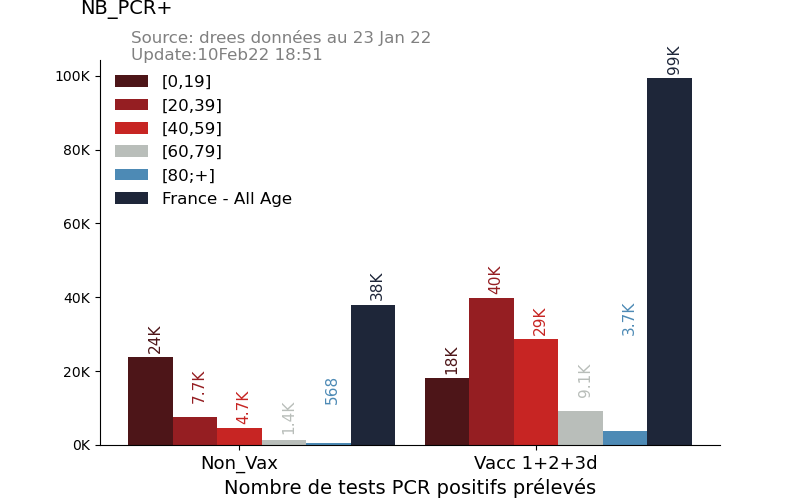 NB_PCR+
Source: drees données au 23 Jan 22
Update:10Feb22 18:51
[0,19]
[20,39]
[40,59]
[60,79]
[80;+]
France - All Age
100K
80K
60K
40K
20K
0K
24K
7.7K
4.7K
1.4K
568
38K
18K
40K
29K
9.1K
3.7K
99K
Non_Vax
Vacc 1+2+3d
Nombre de tests PCR positifs prélevés